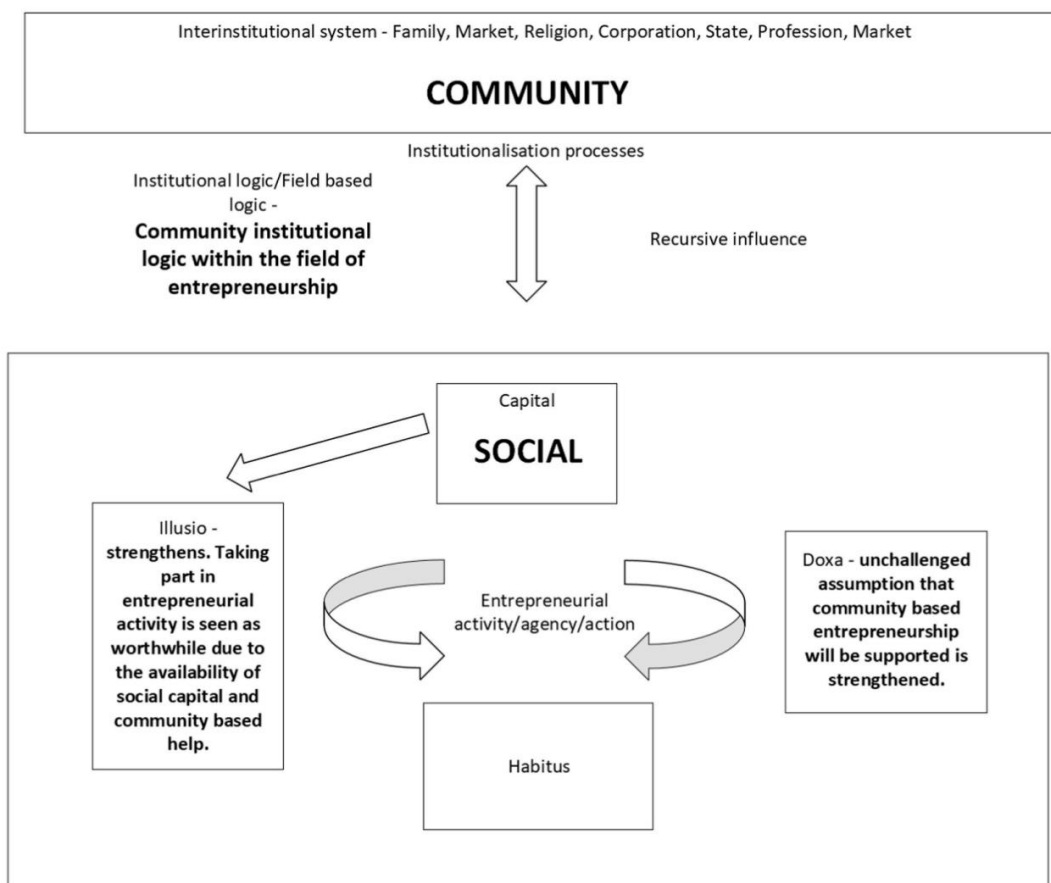 Interinstitutional system - Family, Market, Religion, Corporation, State, Profession, Market
COMMUNITY
Institutionalisation processes
Institutional logic/Field based
logic -
Community institutional
logic within the field of
entrepreneurship
Recursive influence
Capital
SOCIAL
Illusio -
strengthens. Taking
part in
entrepreneurial
activity is seen as
worthwhile due to
the availability of
social capital and
community based
help.
Entrepreneurial
activity/agency/action
Doxa - unchallenged
assumption that
community based
entrepreneurship
will be supported is
strengthened.
Habitus